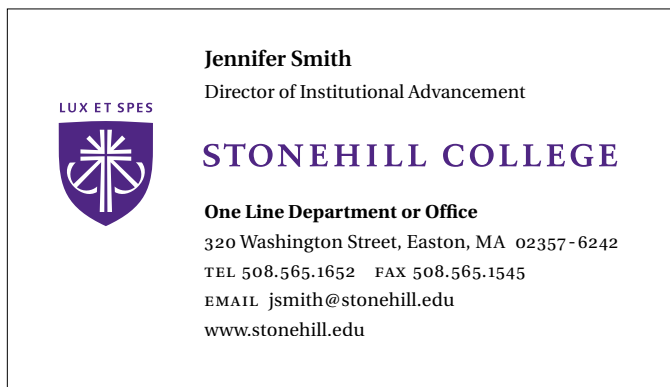 Jennifer Smith
Director of Institutional Advancement
LUX ET SPES
STONEHILL COLLEGE
One Line Department or Office
320 Washington Street, Easton, MA 02357-6242
TEL 508.565.1652 FAX 508.565.1545
EMAIL jsmith@stonehill.edu
www.stonehill.edu